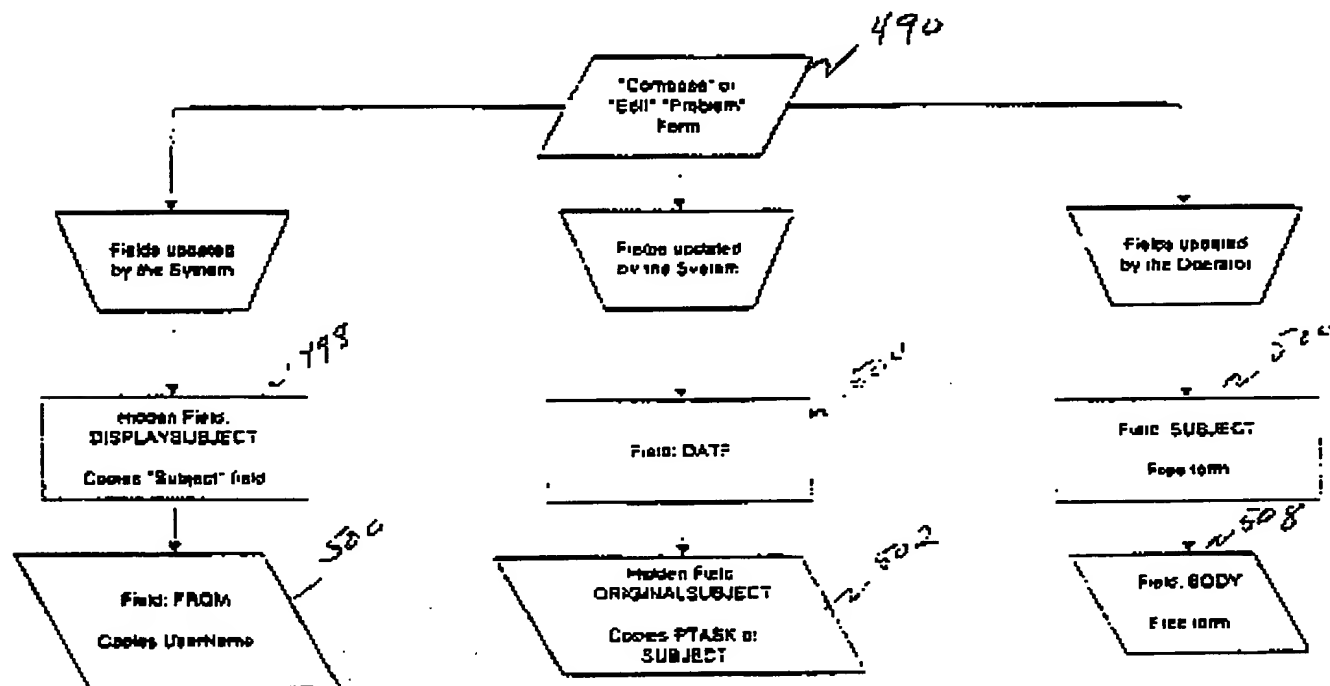 490
"Compose" or
"Edit" "Problem"
Form
Fields updated
by the System
Fields updated
by the System
Fields updated
by the Operator
498
Hidden Field.
DISPLAYSUBJECT
Copies "Subject" field
Field: DATE
Field: SUBJECT
Free form
500
Field: FROM
Copies UserName
502
Hidden Field
ORIGINALSUBJECT
Copies PTASK or
SUBJECT
508
Field. BODY
Free form